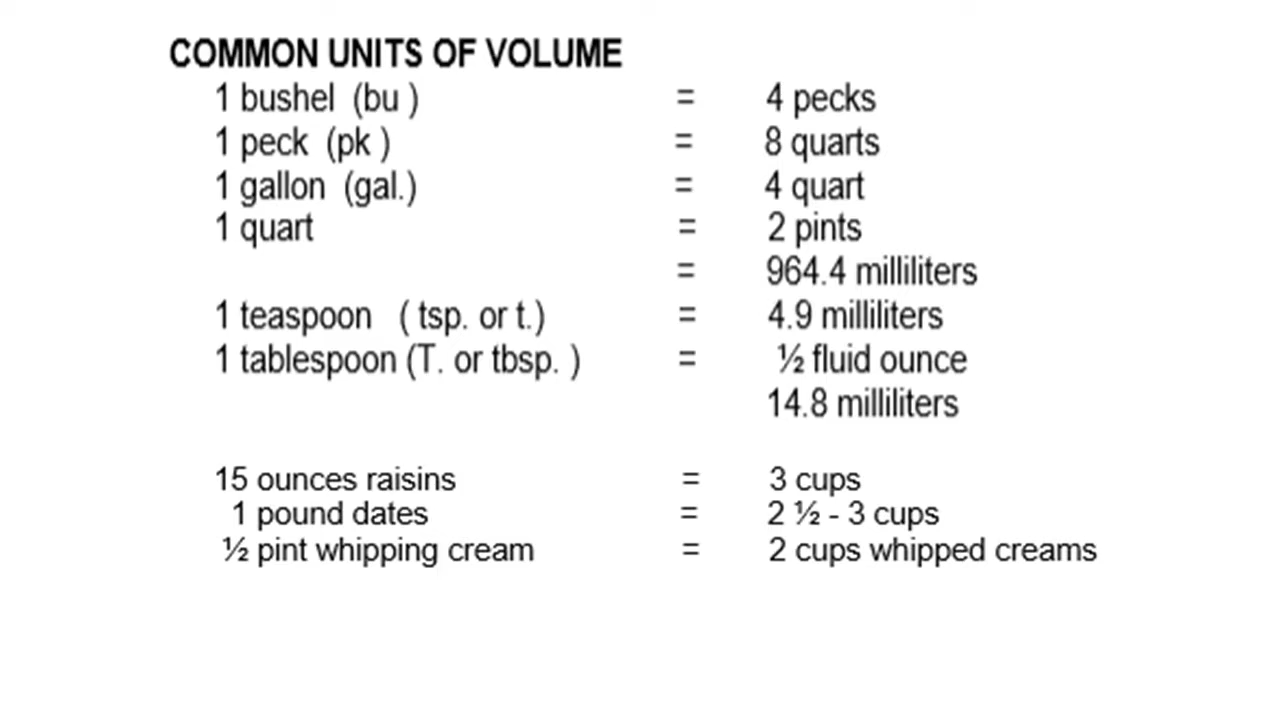 COMMON UNITS OF VOLUME
1 bushel (bu ) = 4 pecks
1 peck (pk ) = 8 quarts
1 gallon (gal.) = 4 quart
1 quart = 2 pints
= 964.4 milliliters
1 teaspoon ( tsp. or t.) = 4.9 milliliters
1 tablespoon (T. or tbsp. ) = ½ fluid ounce
14.8 milliliters
15 ounces raisins = 3 cups
1 pound dates = 2 ½ - 3 cups
½ pint whipping cream = 2 cups whipped creams